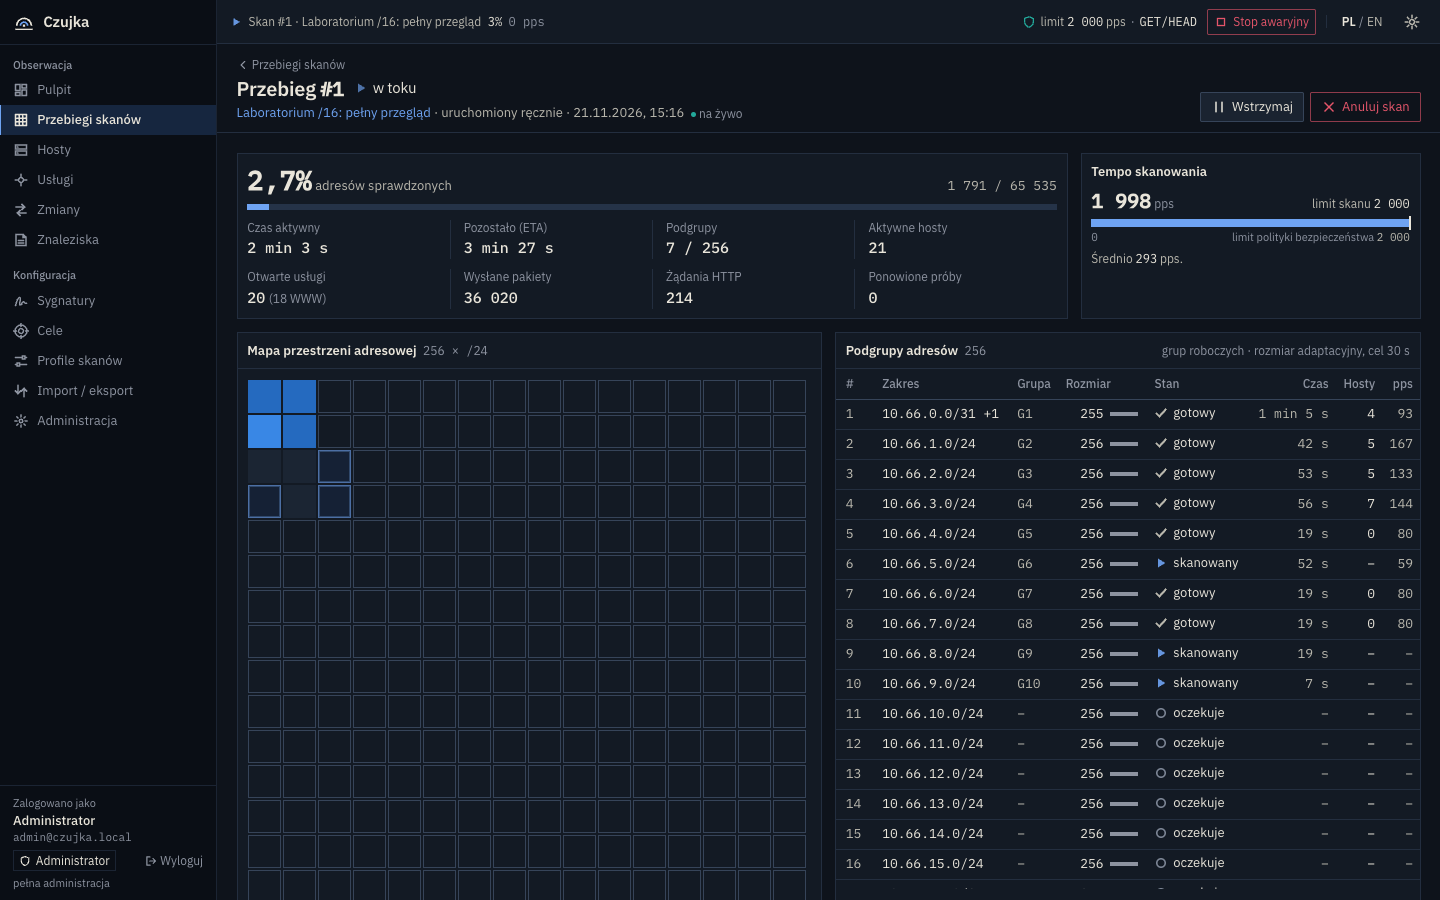 Czujka
Skan #1 · Laboratorium /16: pełny przegląd 3% 0 pps
limit 2 000 pps · GET/HEAD
Stop awaryjny
PL / EN
Obserwacja
Pulpit
Przebiegi skanów
Hosty
Usługi
Zmiany
Znaleziska
Konfiguracja
Sygnatury
Cele
Profile skanów
Import / eksport
Administracja
Zalogowano jako
Administrator
admin@czujka.local
Administrator
Wyloguj
pełna administracja
Przebiegi skanów
Przebieg #1 w toku
Laboratorium /16: pełny przegląd · uruchomiony ręcznie · 21.11.2026, 15:16 na żywo
Wstrzymaj
Anuluj skan
2,7% adresów sprawdzonych 1 791 / 65 535
Czas aktywny Pozostało (ETA) Podgrupy Aktywne hosty
2 min 3 s 3 min 27 s 7 / 256 21
Otwarte usługi Wysłane pakiety Żądania HTTP Ponowione próby
20 (18 WWW) 36 020 214 0
Tempo skanowania
1 998 pps limit skanu 2 000
0 limit polityki bezpieczeństwa 2 000
Średnio 293 pps.
Mapa przestrzeni adresowej 256 × /24
Podgrupy adresów 256 grup roboczych · rozmiar adaptacyjny, cel 30 s
# Zakres Grupa Rozmiar Stan Czas Hosty pps
1 10.66.0.0/31 +1 G1 255 gotowy 1 min 5 s 4 93
2 10.66.1.0/24 G2 256 gotowy 42 s 5 167
3 10.66.2.0/24 G3 256 gotowy 53 s 5 133
4 10.66.3.0/24 G4 256 gotowy 56 s 7 144
5 10.66.4.0/24 G5 256 gotowy 19 s 0 80
6 10.66.5.0/24 G6 256 skanowany 52 s – 59
7 10.66.6.0/24 G7 256 gotowy 19 s 0 80
8 10.66.7.0/24 G8 256 gotowy 19 s 0 80
9 10.66.8.0/24 G9 256 skanowany 19 s – –
10 10.66.9.0/24 G10 256 skanowany 7 s – –
11 10.66.10.0/24 – 256 oczekuje – – –
12 10.66.11.0/24 – 256 oczekuje – – –
13 10.66.12.0/24 – 256 oczekuje – – –
14 10.66.13.0/24 – 256 oczekuje – – –
15 10.66.14.0/24 – 256 oczekuje – – –
16 10.66.15.0/24 – 256 oczekuje – – –